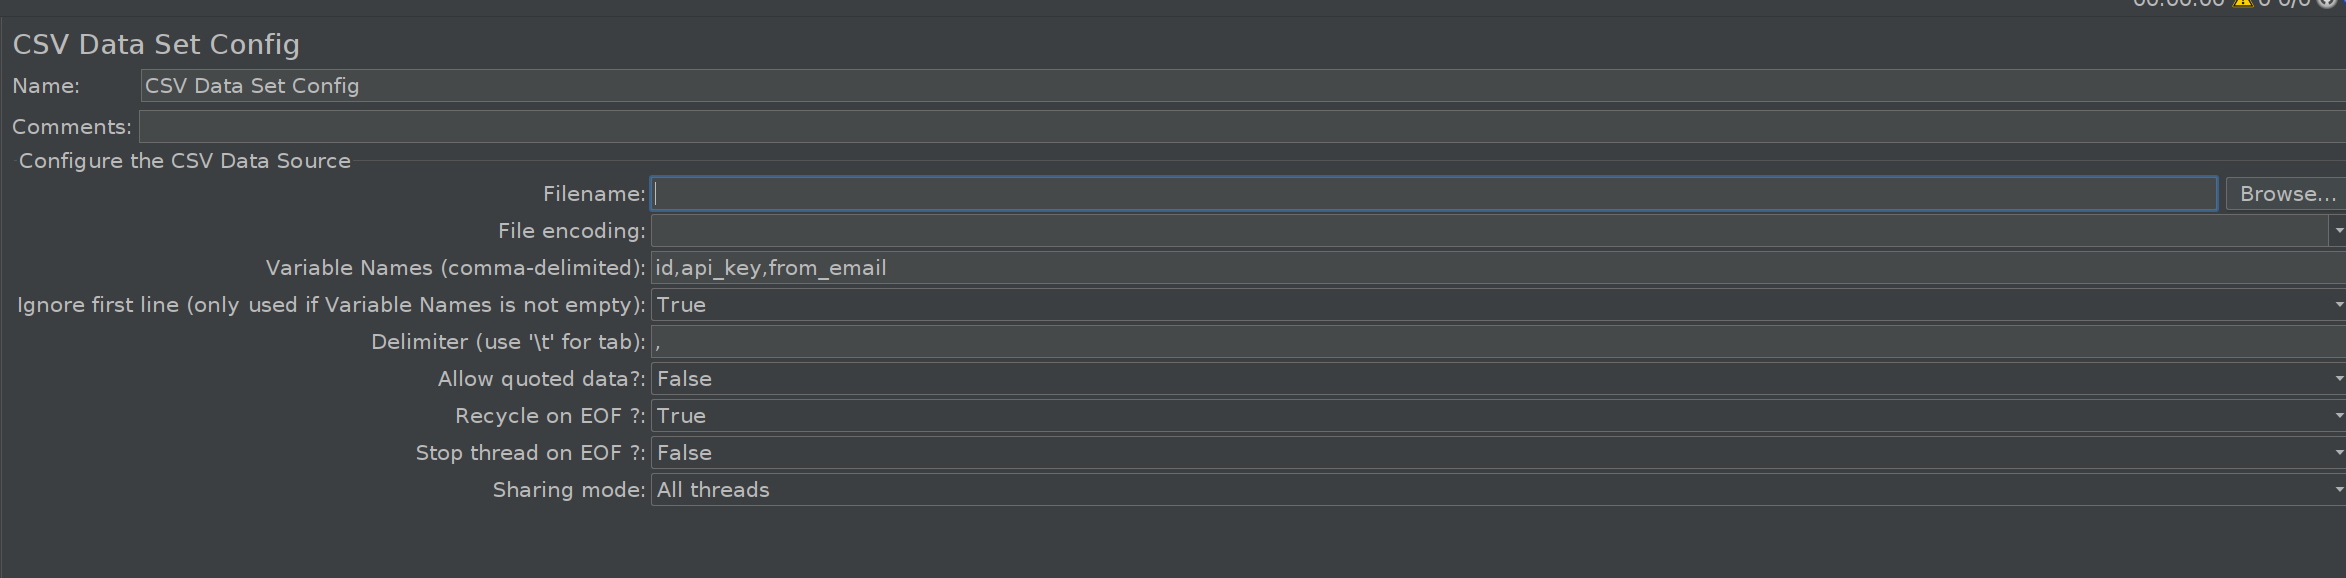 CSV Data Set Config
Name: CSV Data Set Config
Comments:
Configure the CSV Data Source
Filename: Browse...
File encoding:
Variable Names (comma-delimited): id,api_key,from_email
Ignore first line (only used if Variable Names is not empty): True
Delimiter (use '\t' for tab): ,
Allow quoted data?: False
Recycle on EOF ?: True
Stop thread on EOF ?: False
Sharing mode: All threads